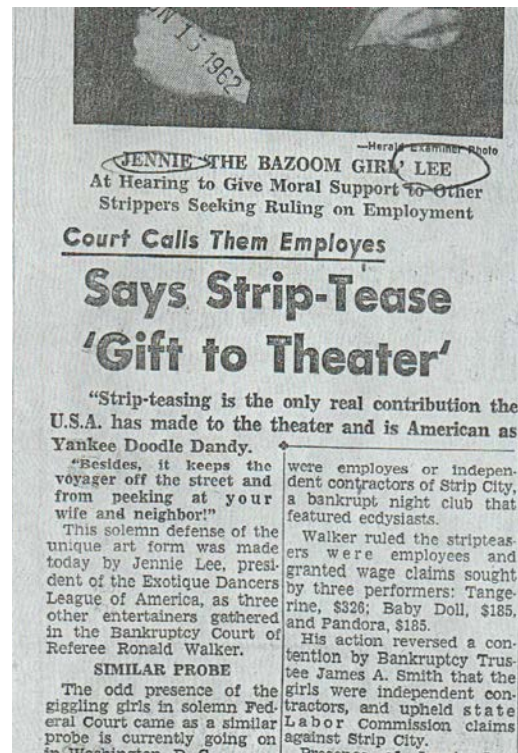 JUN 15 1962
—Herald Examiner Photo
JENNIE 'THE BAZOOM GIRL' LEE
At Hearing to Give Moral Support to Other
Strippers Seeking Ruling on Employment
Court Calls Them Employes
Says Strip-Tease
'Gift to Theater'
"Strip-teasing is the only real contribution the
U.S.A. has made to the theater and is American as
Yankee Doodle Dandy.
"Besides, it keeps the
voyager off the street and
from peeking at your
wife and neighbor!"
This solemn defense of the
unique art form was made
today by Jennie Lee, presi-
dent of the Exotique Dancers
League of America, as three
other entertainers gathered
in the Bankruptcy Court of
Referee Ronald Walker.
SIMILAR PROBE
The odd presence of the
giggling girls in solemn Fed-
eral Court came as a similar
probe is currently going on
in Washington, D. C.
were employes or indepen-
dent contractors of Strip City,
a bankrupt night club that
featured ecdysiasts.
Walker ruled the stripteas-
ers were employees and
granted wage claims sought
by three performers: Tange-
rine, $326; Baby Doll, $185,
and Pandora, $185.
His action reversed a con-
tention by Bankruptcy Trus-
tee James A. Smith that the
girls were independent con-
tractors, and upheld state
Labor Commission claims
against Strip City.